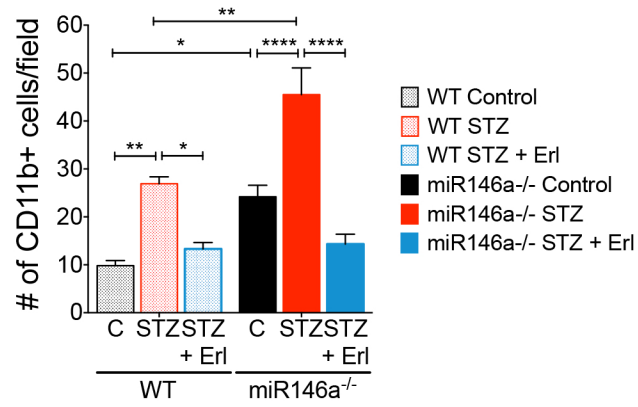 # of CD11b+ cells/field
60
50
40
30
20
10
0
**
*
****
****
**
*
C
STZ
STZ
+ Erl
C
STZ
STZ
+ Erl
WT
miR146a-/-
WT Control
WT STZ
WT STZ + Erl
miR146a-/- Control
miR146a-/- STZ
miR146a-/- STZ + Erl